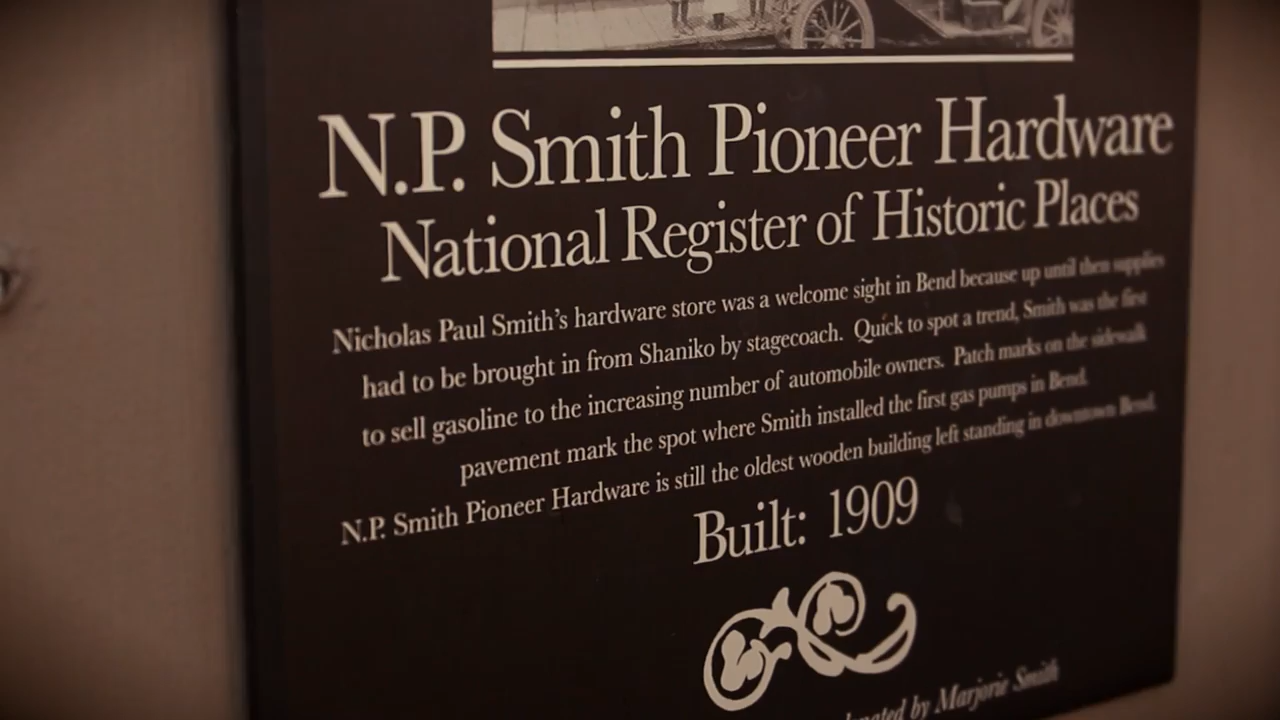 N.P. Smith Pioneer Hardware
National Register of Historic Places
Nicholas Paul Smith's hardware store was a welcome sight in Bend because up until then supplies
had to be brought in from Shaniko by stagecoach. Quick to spot a trend, Smith was the first
to sell gasoline to the increasing number of automobile owners. Patch marks on the sidewalk
pavement mark the spot where Smith installed the first gas pumps in Bend.
N.P. Smith Pioneer Hardware is still the oldest wooden building left standing in downtown Bend.
Built: 1909
by Marjorie Smith